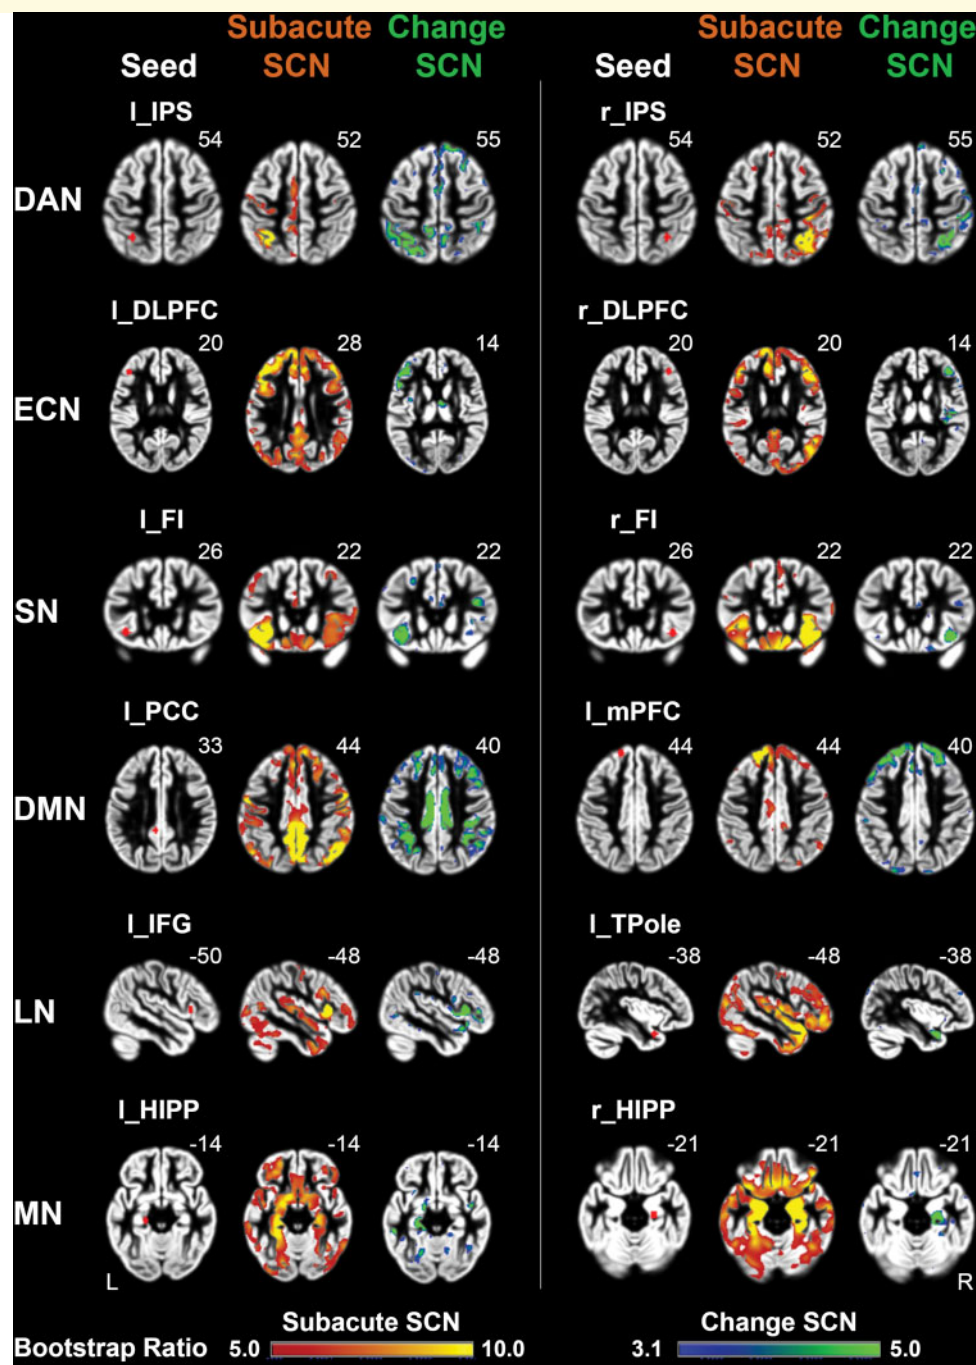 Subacute Change Subacute Change
Seed SCN SCN Seed SCN SCN
l_IPS r_IPS
54 52 55 54 52 55
DAN
l_DLPFC r_DLPFC
20 28 14 20 20 14
ECN
l_FI r_FI
26 22 22 26 22 22
SN
l_PCC l_mPFC
33 44 40 44 44 40
DMN
l_IFG l_TPole
-50 -48 -48 -38 -48 -38
LN
l_HIPP r_HIPP
-14 -14 -14 -21 -21 -21
MN
L R
Subacute SCN Change SCN
Bootstrap Ratio 5.0 10.0 3.1 5.0